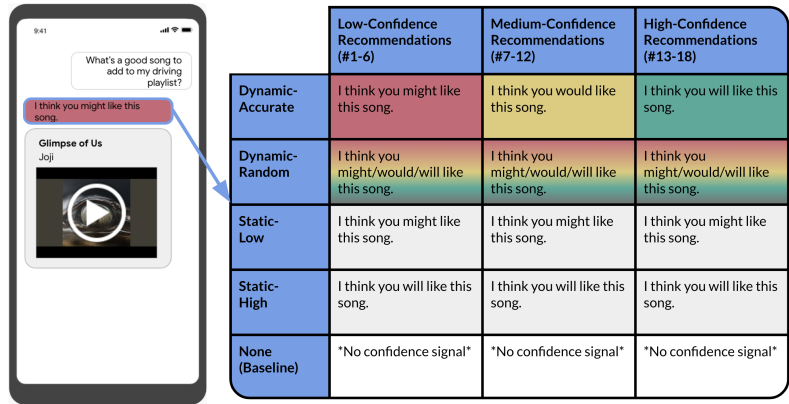 9:41
What's a good song to
add to my driving
playlist?
I think you might like this
song.
Glimpse of Us
Joji
Low-Confidence
Recommendations
(#1-6)
Medium-Confidence
Recommendations
(#7-12)
High-Confidence
Recommendations
(#13-18)
Dynamic-
Accurate
I think you might like
this song.
I think you would like
this song.
I think you will like this
song.
Dynamic-
Random
I think you
might/would/will like
this song.
I think you
might/would/will like
this song.
I think you
might/would/will like
this song.
Static-
Low
I think you might like
this song.
I think you might like
this song.
I think you might like
this song.
Static-
High
I think you will like this
song.
I think you will like this
song.
I think you will like this
song.
None
(Baseline)
*No confidence signal*
*No confidence signal*
*No confidence signal*